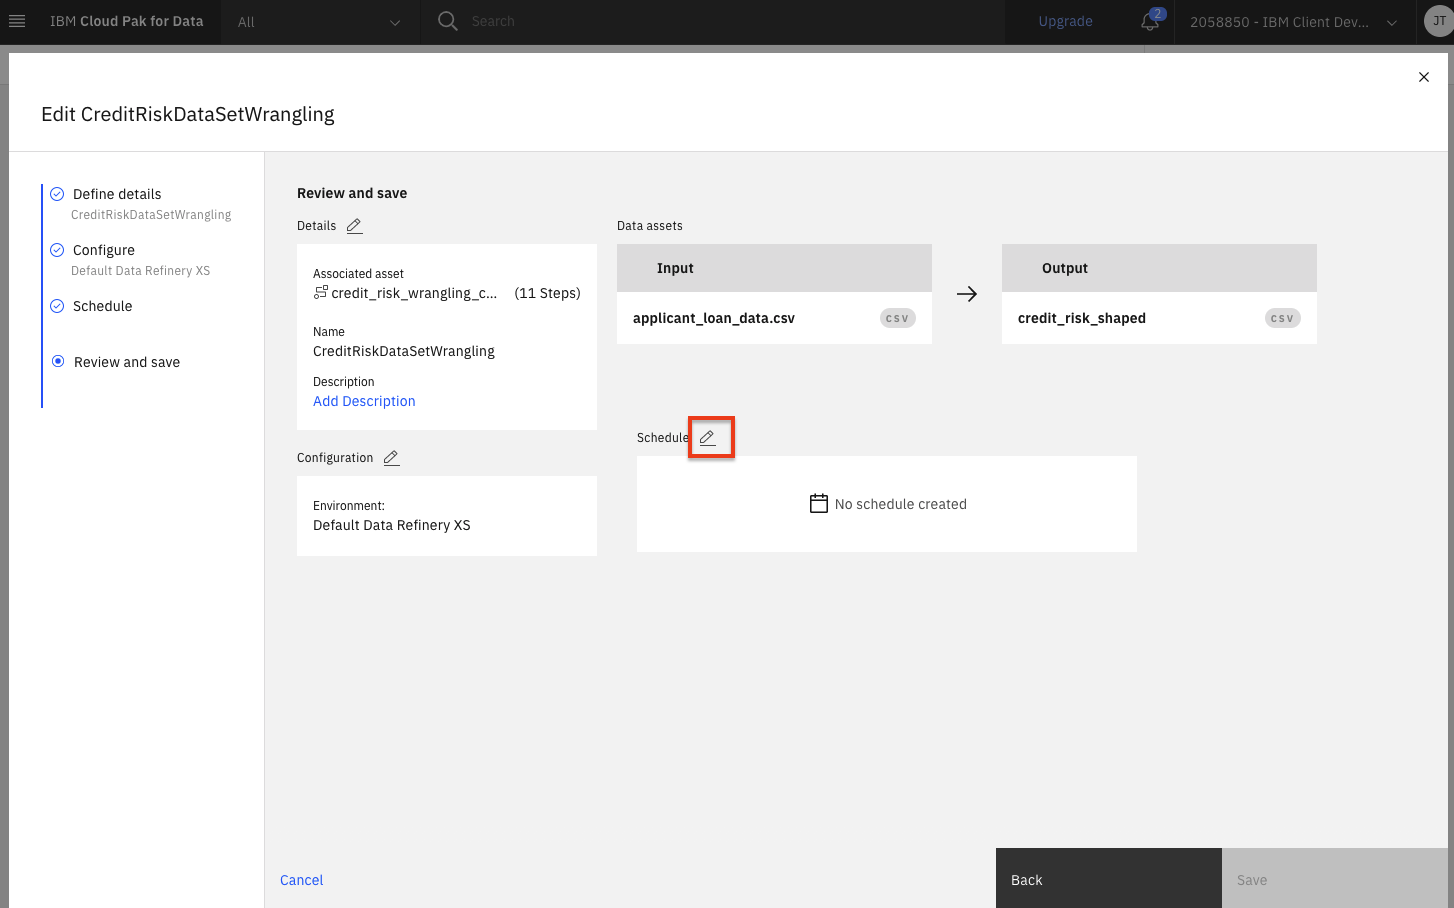 IBM Cloud Pak for Data
All
Search
Upgrade
2
2058850 - IBM Client Dev...
JT
Edit CreditRiskDataSetWrangling
Define details
CreditRiskDataSetWrangling
Configure
Default Data Refinery XS
Schedule
Review and save
Review and save
Details
Associated asset
credit_risk_wrangling_c... (11 Steps)
Name
CreditRiskDataSetWrangling
Description
Add Description
Configuration
Environment:
Default Data Refinery XS
Data assets
Input
applicant_loan_data.csv
CSV
Output
credit_risk_shaped
CSV
Schedule
No schedule created
Cancel
Back
Save